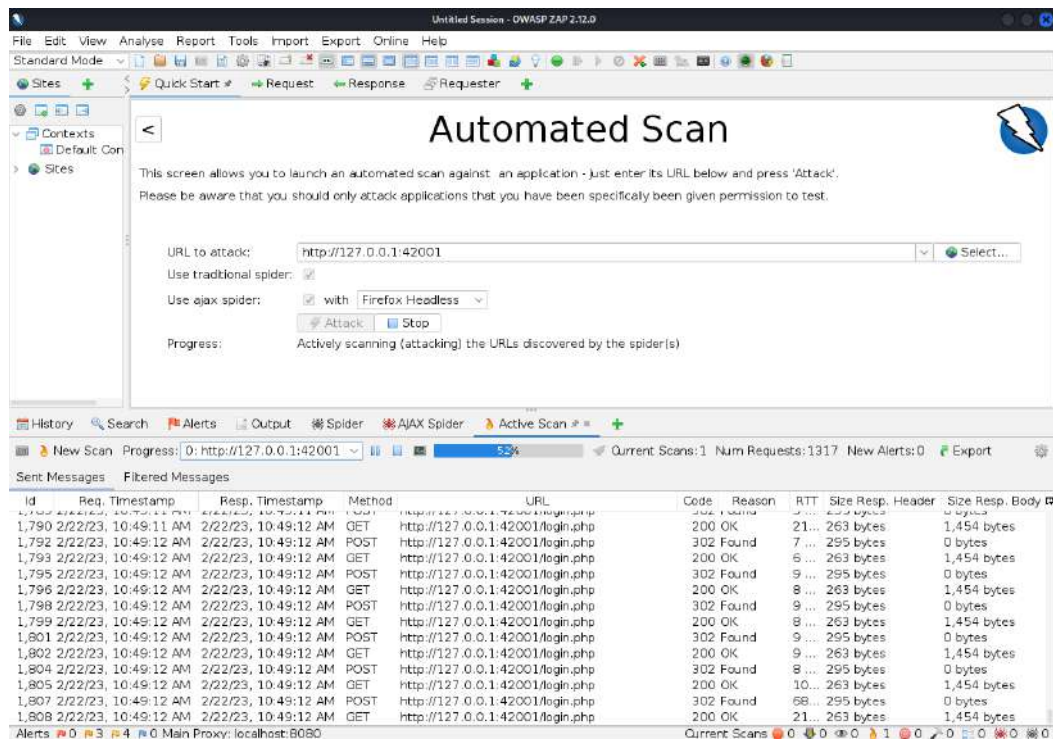 Untitled Session - OWASP ZAP 2.12.0
File Edit View Analyse Report Tools Import Export Online Help
Standard Mode
Sites Quick Start Request Response Requester
Contexts
Default Con
Sites
<
Automated Scan
This screen allows you to launch an automated scan against an application - just enter its URL below and press 'Attack'.
Please be aware that you should only attack applications that you have been specifically been given permission to test.
URL to attack: http://127.0.0.1:42001 Select...
Use traditional spider:
Use ajax spider: with Firefox Headless
Attack Stop
Progress: Actively scanning (attacking) the URLs discovered by the spider(s)
History Search Alerts Output Spider AJAX Spider Active Scan
New Scan Progress: 0: http://127.0.0.1:42001 52% Current Scans: 1 Num Requests: 1317 New Alerts: 0 Export
Sent Messages Filtered Messages
Id Req. Timestamp Resp. Timestamp Method URL Code Reason RTT Size Resp. Header Size Resp. Body
1,790 2/22/23, 10:49:11 AM 2/22/23, 10:49:12 AM GET http://127.0.0.1:42001/login.php 200 OK 21... 263 bytes 1,454 bytes
1,792 2/22/23, 10:49:12 AM 2/22/23, 10:49:12 AM POST http://127.0.0.1:42001/login.php 302 Found 7 ... 295 bytes 0 bytes
1,793 2/22/23, 10:49:12 AM 2/22/23, 10:49:12 AM GET http://127.0.0.1:42001/login.php 200 OK 6 ... 263 bytes 1,454 bytes
1,795 2/22/23, 10:49:12 AM 2/22/23, 10:49:12 AM POST http://127.0.0.1:42001/login.php 302 Found 9 ... 295 bytes 0 bytes
1,796 2/22/23, 10:49:12 AM 2/22/23, 10:49:12 AM GET http://127.0.0.1:42001/login.php 200 OK 8 ... 263 bytes 1,454 bytes
1,798 2/22/23, 10:49:12 AM 2/22/23, 10:49:12 AM POST http://127.0.0.1:42001/login.php 302 Found 9 ... 295 bytes 0 bytes
1,799 2/22/23, 10:49:12 AM 2/22/23, 10:49:12 AM GET http://127.0.0.1:42001/login.php 200 OK 8 ... 263 bytes 1,454 bytes
1,801 2/22/23, 10:49:12 AM 2/22/23, 10:49:12 AM POST http://127.0.0.1:42001/login.php 302 Found 9 ... 295 bytes 0 bytes
1,802 2/22/23, 10:49:12 AM 2/22/23, 10:49:12 AM GET http://127.0.0.1:42001/login.php 200 OK 9 ... 263 bytes 1,454 bytes
1,804 2/22/23, 10:49:12 AM 2/22/23, 10:49:12 AM POST http://127.0.0.1:42001/login.php 302 Found 8 ... 295 bytes 0 bytes
1,805 2/22/23, 10:49:12 AM 2/22/23, 10:49:12 AM GET http://127.0.0.1:42001/login.php 200 OK 10... 263 bytes 1,454 bytes
1,807 2/22/23, 10:49:12 AM 2/22/23, 10:49:12 AM POST http://127.0.0.1:42001/login.php 302 Found 68... 295 bytes 0 bytes
1,808 2/22/23, 10:49:12 AM 2/22/23, 10:49:12 AM GET http://127.0.0.1:42001/login.php 200 OK 21... 263 bytes 1,454 bytes
Alerts 0 3 4 0 Main Proxy: localhost:8080 Current Scans 0 0 0 1 0 0 0 0 0